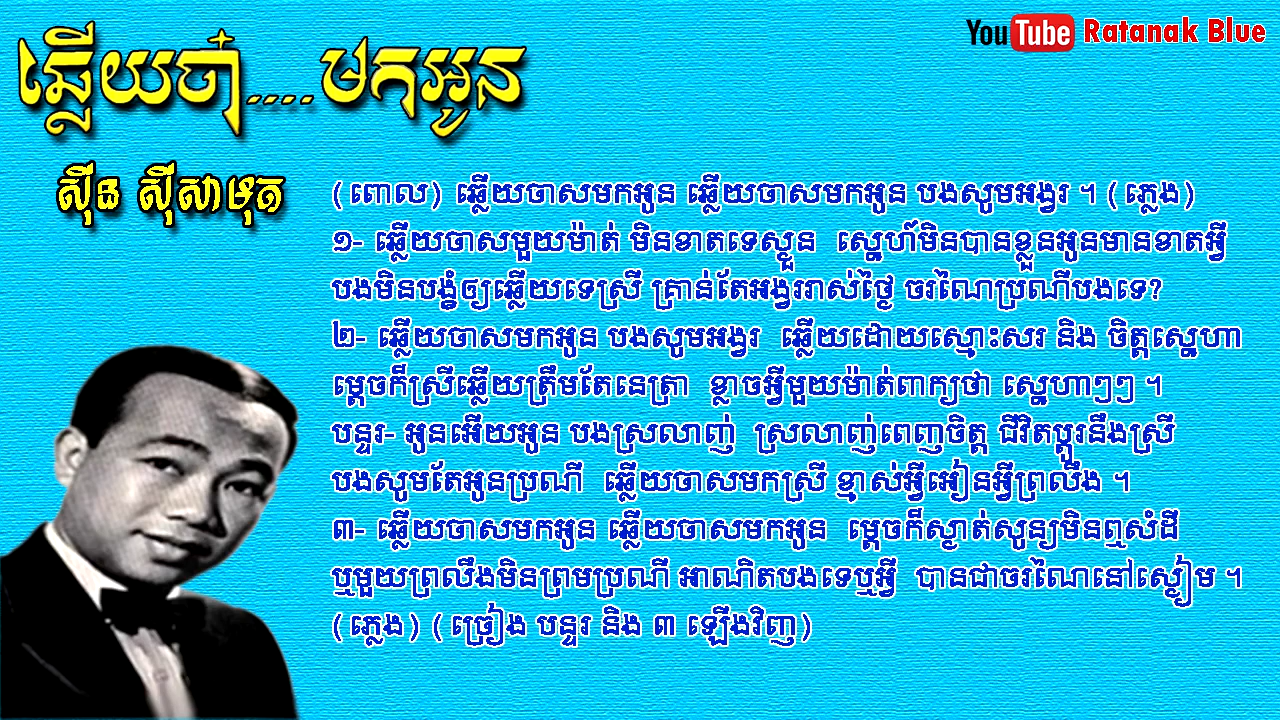 YouTube Ratanak Blue
ឆ្លើយចា៎....មកអូន
ស៊ីន ស៊ីសាមុត
(ពោល) ឆ្លើយចាសមកអូន ឆ្លើយចាសមកអូន បងសូមអង្វរ ។ (ភ្លេង)
១- ឆ្លើយចាសមួយម៉ាត់ មិនខាតទេស្ងួន ស្នេហ៍មិនបានខ្លួនអូនមានខាតអ្វី
បងមិនបង្ខំឲ្យឆ្លើយទេស្រី គ្រាន់តែអង្វររាល់ថ្ងៃ ចរណៃប្រណីបងទេ?
២- ឆ្លើយចាសមកអូន បងសូមអង្វរ ឆ្លើយដោយស្មោះសរ និង ចិត្តស្នេហា
ម្ដេចក៏ស្រីឆ្លើយត្រឹមតែនេត្រា ខ្លាចអ្វីមួយម៉ាត់ពាក្យថា ស្នេហាៗៗ ។
បន្ទរ- អូនអើយអូន បងស្រលាញ់ ស្រលាញ់ពេញចិត្ត ជីវិតប្ដូរនឹងស្រី
បងសូមតែអូនប្រណី ឆ្លើយចាសមកស្រី ខ្មាស់អ្វីអៀនអ្វីព្រលឹង ។
៣- ឆ្លើយចាសមកអូន ឆ្លើយចាសមកអូន ម្ដេចក៏ស្ងាត់សូន្យមិនឮសំដី
ឬមួយព្រលឹងមិនព្រមប្រណី អាណិតបងទេឬអ្វី បានជាចរណៃនៅស្ងៀម ។
(ភ្លេង) (ច្រៀង បន្ទរ និង ៣ ឡើងវិញ)